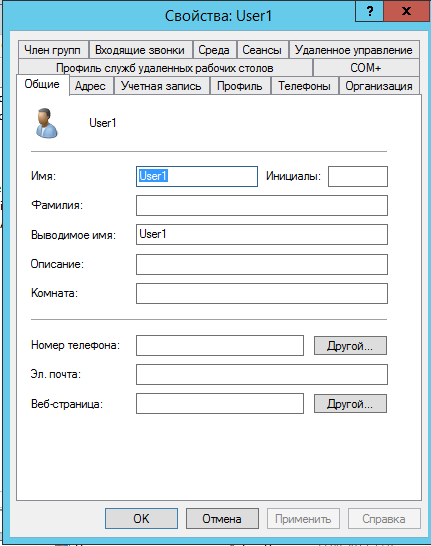 Свойства: User1
?
x
Член групп
Входящие звонки
Среда
Сеансы
Удаленное управление
Профиль служб удаленных рабочих столов
COM+
Общие
Адрес
Учетная запись
Профиль
Телефоны
Организация
User1
Имя:
User1
Инициалы:
Фамилия:
Выводимое имя:
User1
Описание:
Комната:
Номер телефона:
Другой...
Эл. почта:
Веб-страница:
Другой...
OK
Отмена
Применить
Справка